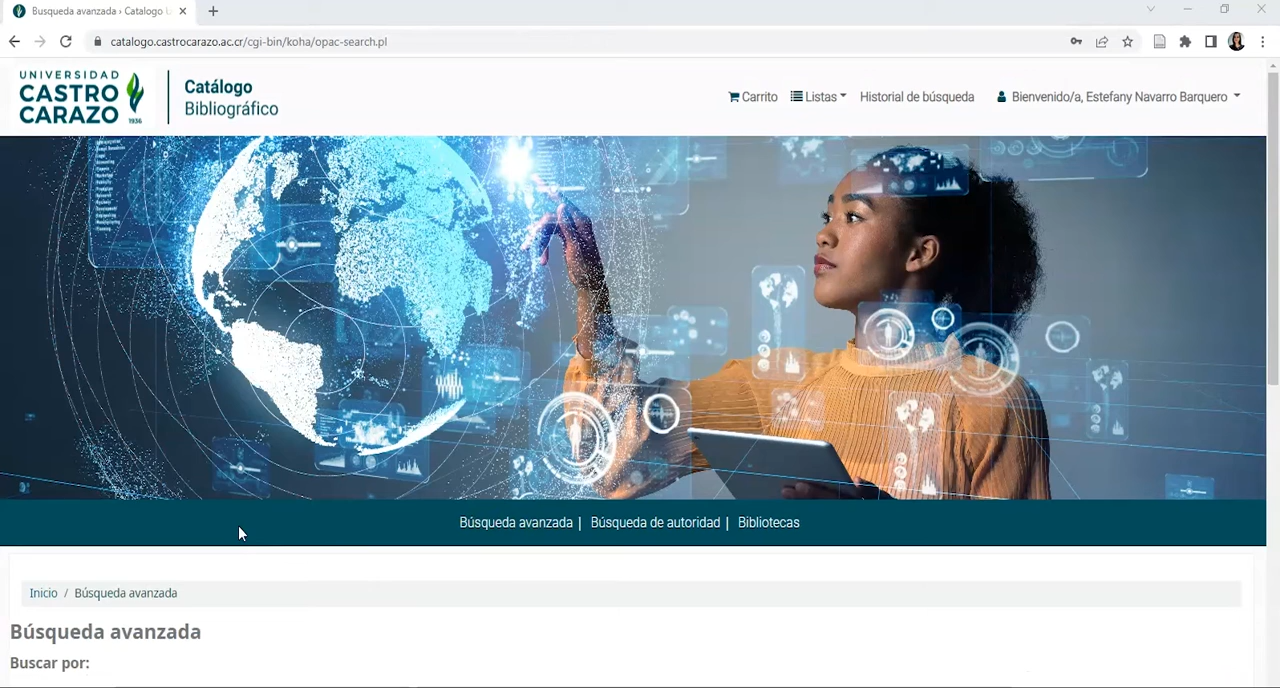 Busqueda avanzada › Catalogo
catalogo.castrocarazo.ac.cr/cgi-bin/koha/opac-search.pl
UNIVERSIDAD
CASTRO
CARAZO
1936
Catálogo
Bibliográfico
Carrito
Listas
Historial de búsqueda
Bienvenido/a, Estefany Navarro Barquero
Búsqueda avanzada |
Búsqueda de autoridad |
Bibliotecas
Inicio / Búsqueda avanzada
Búsqueda avanzada
Buscar por: